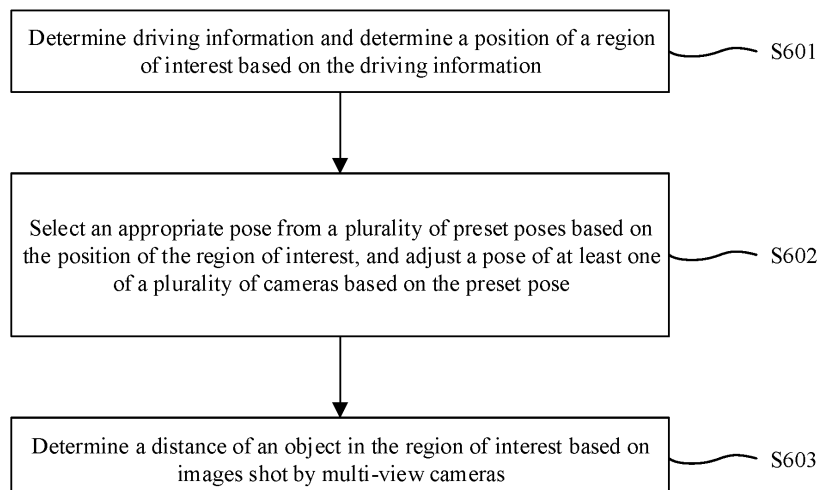 Determine driving information and determine a position of a region
of interest based on the driving information
S601
Select an appropriate pose from a plurality of preset poses based on
the position of the region of interest, and adjust a pose of at least one
of a plurality of cameras based on the preset pose
S602
Determine a distance of an object in the region of interest based on
images shot by multi-view cameras
S603